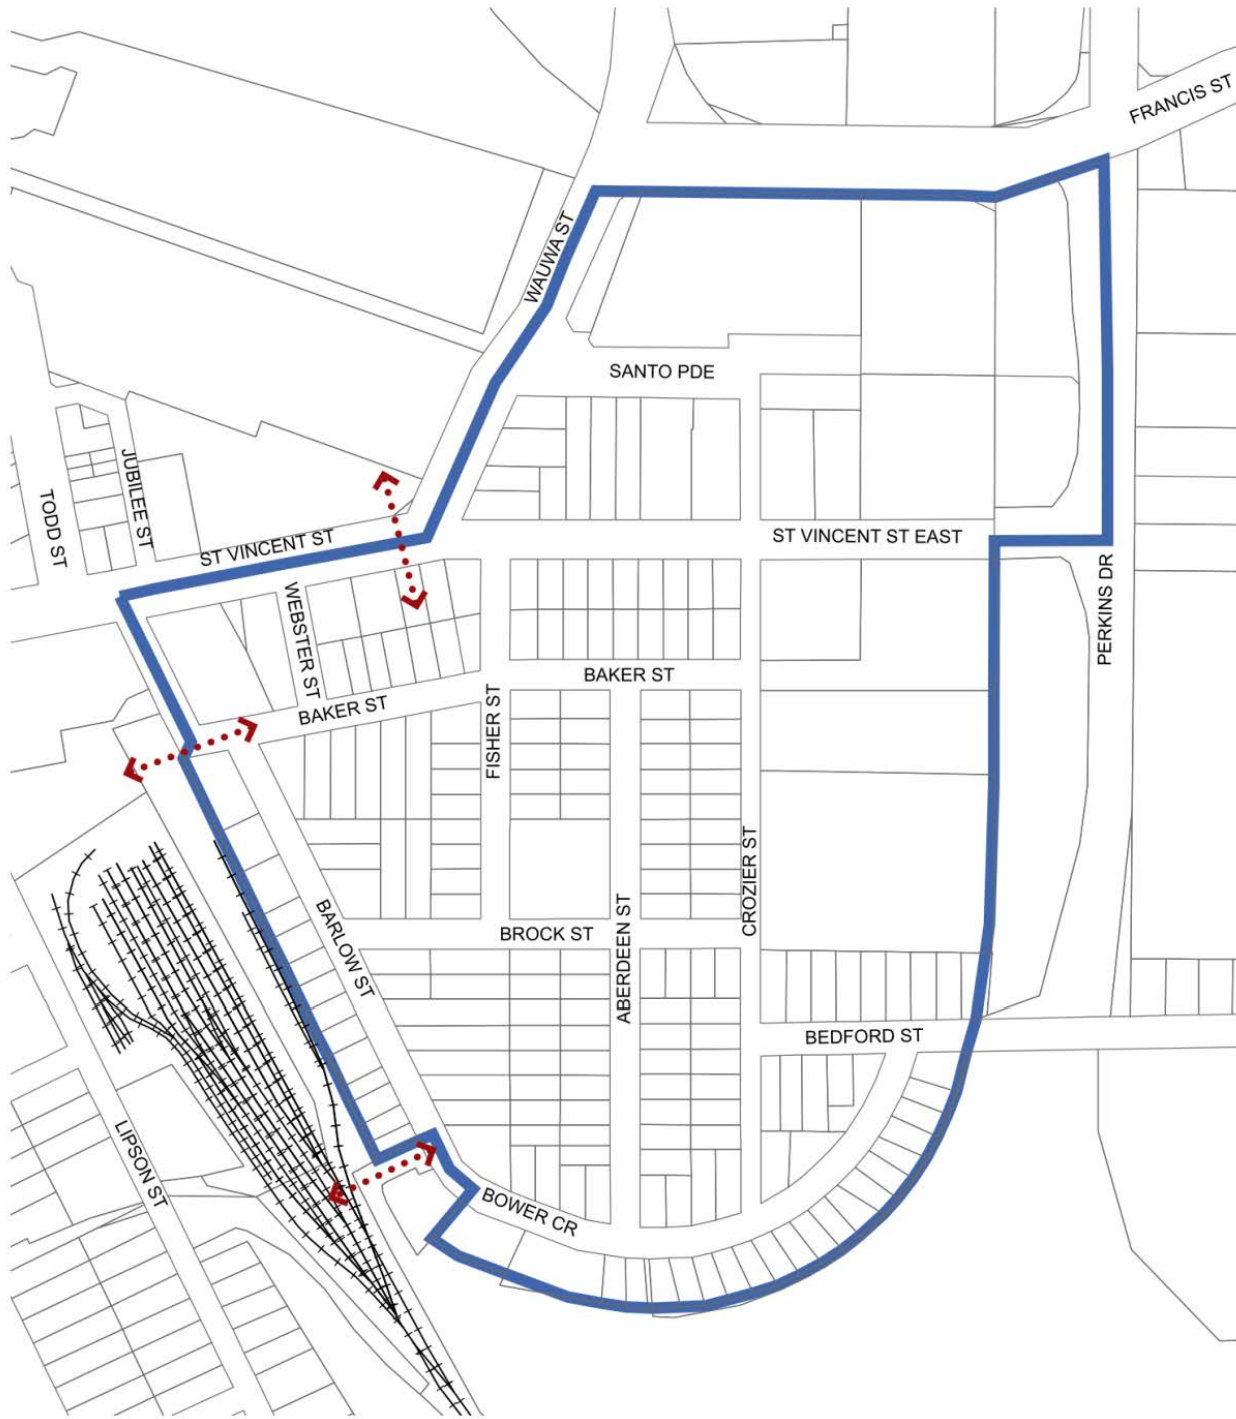 FRANCIS ST
WAUWA ST
SANTO PDE
JUBILEE ST
TODD ST
ST VINCENT ST
ST VINCENT ST EAST
WEBSTER ST
PERKINS DR
BAKER ST
BAKER ST
FISHER ST
CROZIER ST
BARLOW ST
BROCK ST
ABERDEEN ST
BEDFORD ST
LIPSON ST
BOWER CR